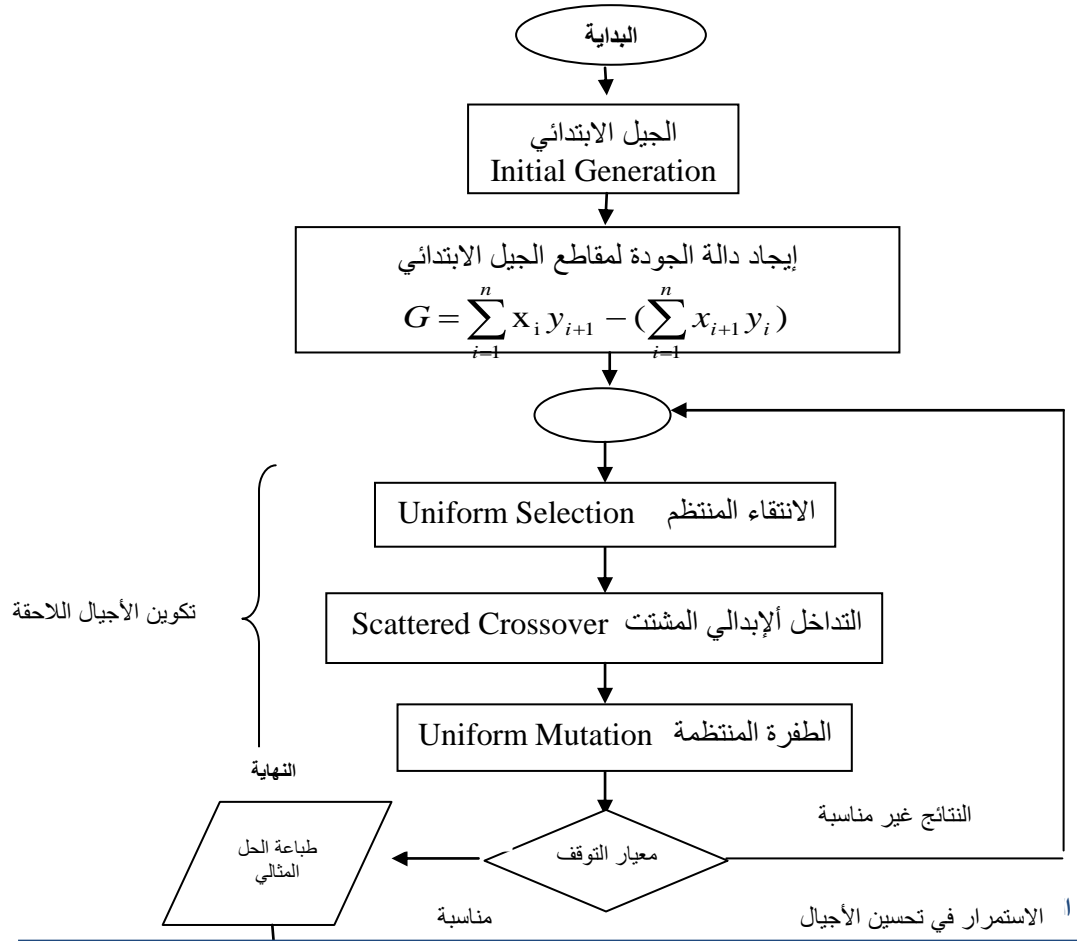 البداية
الجيل الابتدائي
Initial Generation
إيجاد دالة الجودة لمقاطع الجيل الابتدائي
G = \sum_{i=1}^{n} x_i y_{i+1} - (\sum_{i=1}^{n} x_{i+1} y_i)
الانتقاء المنتظم Uniform Selection
التداخل ألإبدالي المشتت Scattered Crossover
تكوين الأجيال اللاحقة
الطفرة المنتظمة Uniform Mutation
النهاية
النتائج غير مناسبة
معيار التوقف
طباعة الحل
المثالي
الاستمرار في تحسين الأجيال
مناسبة